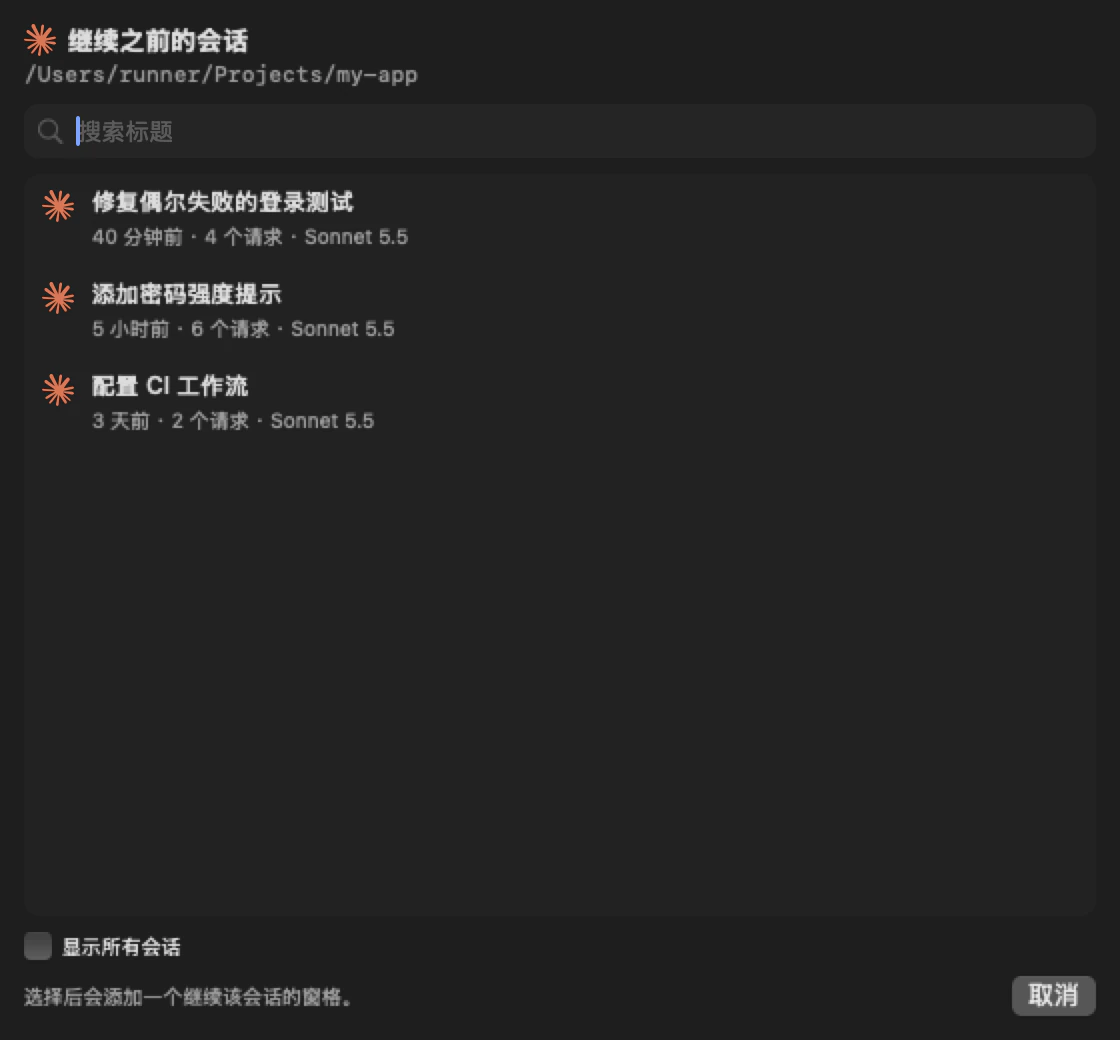 继续之前的会话
/Users/runner/Projects/my-app
搜索标题
修复偶尔失败的登录测试
40 分钟前 · 4 个请求 · Sonnet 5.5
添加密码强度提示
5 小时前 · 6 个请求 · Sonnet 5.5
配置 CI 工作流
3 天前 · 2 个请求 · Sonnet 5.5
显示所有会话
选择后会添加一个继续该会话的窗格。
取消